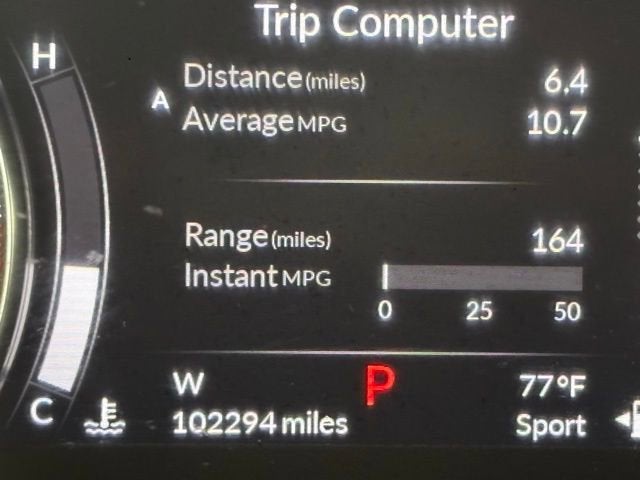 Trip Computer
H
Distance (miles) 6.4
A
Average MPG 10.7
Range (miles) 164
Instant MPG
0 25 50
W P 77°F
C
102294 miles Sport